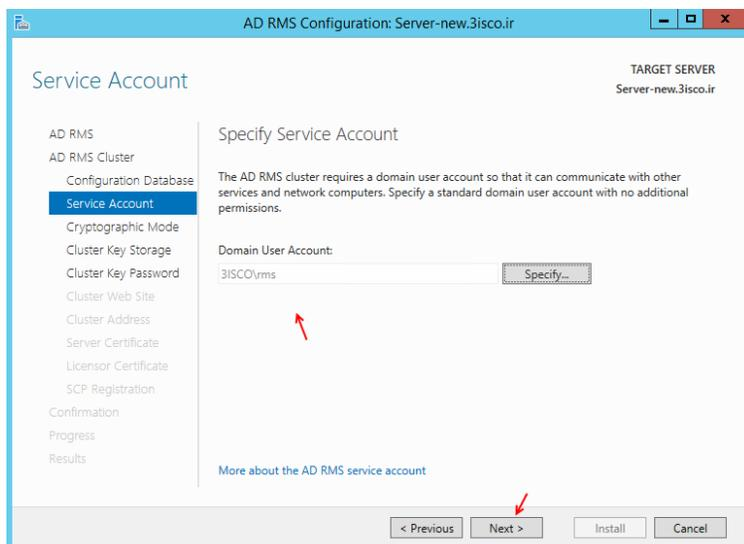 AD RMS Configuration: Server-new.3isco.ir
Service Account
TARGET SERVER
Server-new.3isco.ir
AD RMS
AD RMS Cluster
Configuration Database
Service Account
Cryptographic Mode
Cluster Key Storage
Cluster Key Password
Cluster Web Site
Cluster Address
Server Certificate
Licensor Certificate
SCP Registration
Confirmation
Progress
Results
Specify Service Account
The AD RMS cluster requires a domain user account so that it can communicate with other
services and network computers. Specify a standard domain user account with no additional
permissions.
Domain User Account:
3ISCO\rms
Specify...
More about the AD RMS service account
< Previous
Next >
Install
Cancel